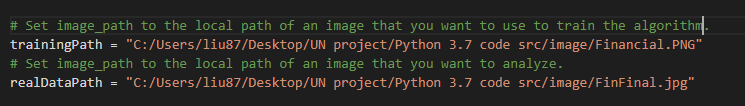 # Set image_path to the local path of an image that you want to use to train the algorithm.
trainingPath = "C:/Users/liu87/Desktop/UN project/Python 3.7 code src/image/Financial.PNG"
# Set image_path to the local path of an image that you want to analyze.
realDataPath = "C:/Users/liu87/Desktop/UN project/Python 3.7 code src/image/FinFinal.jpg"